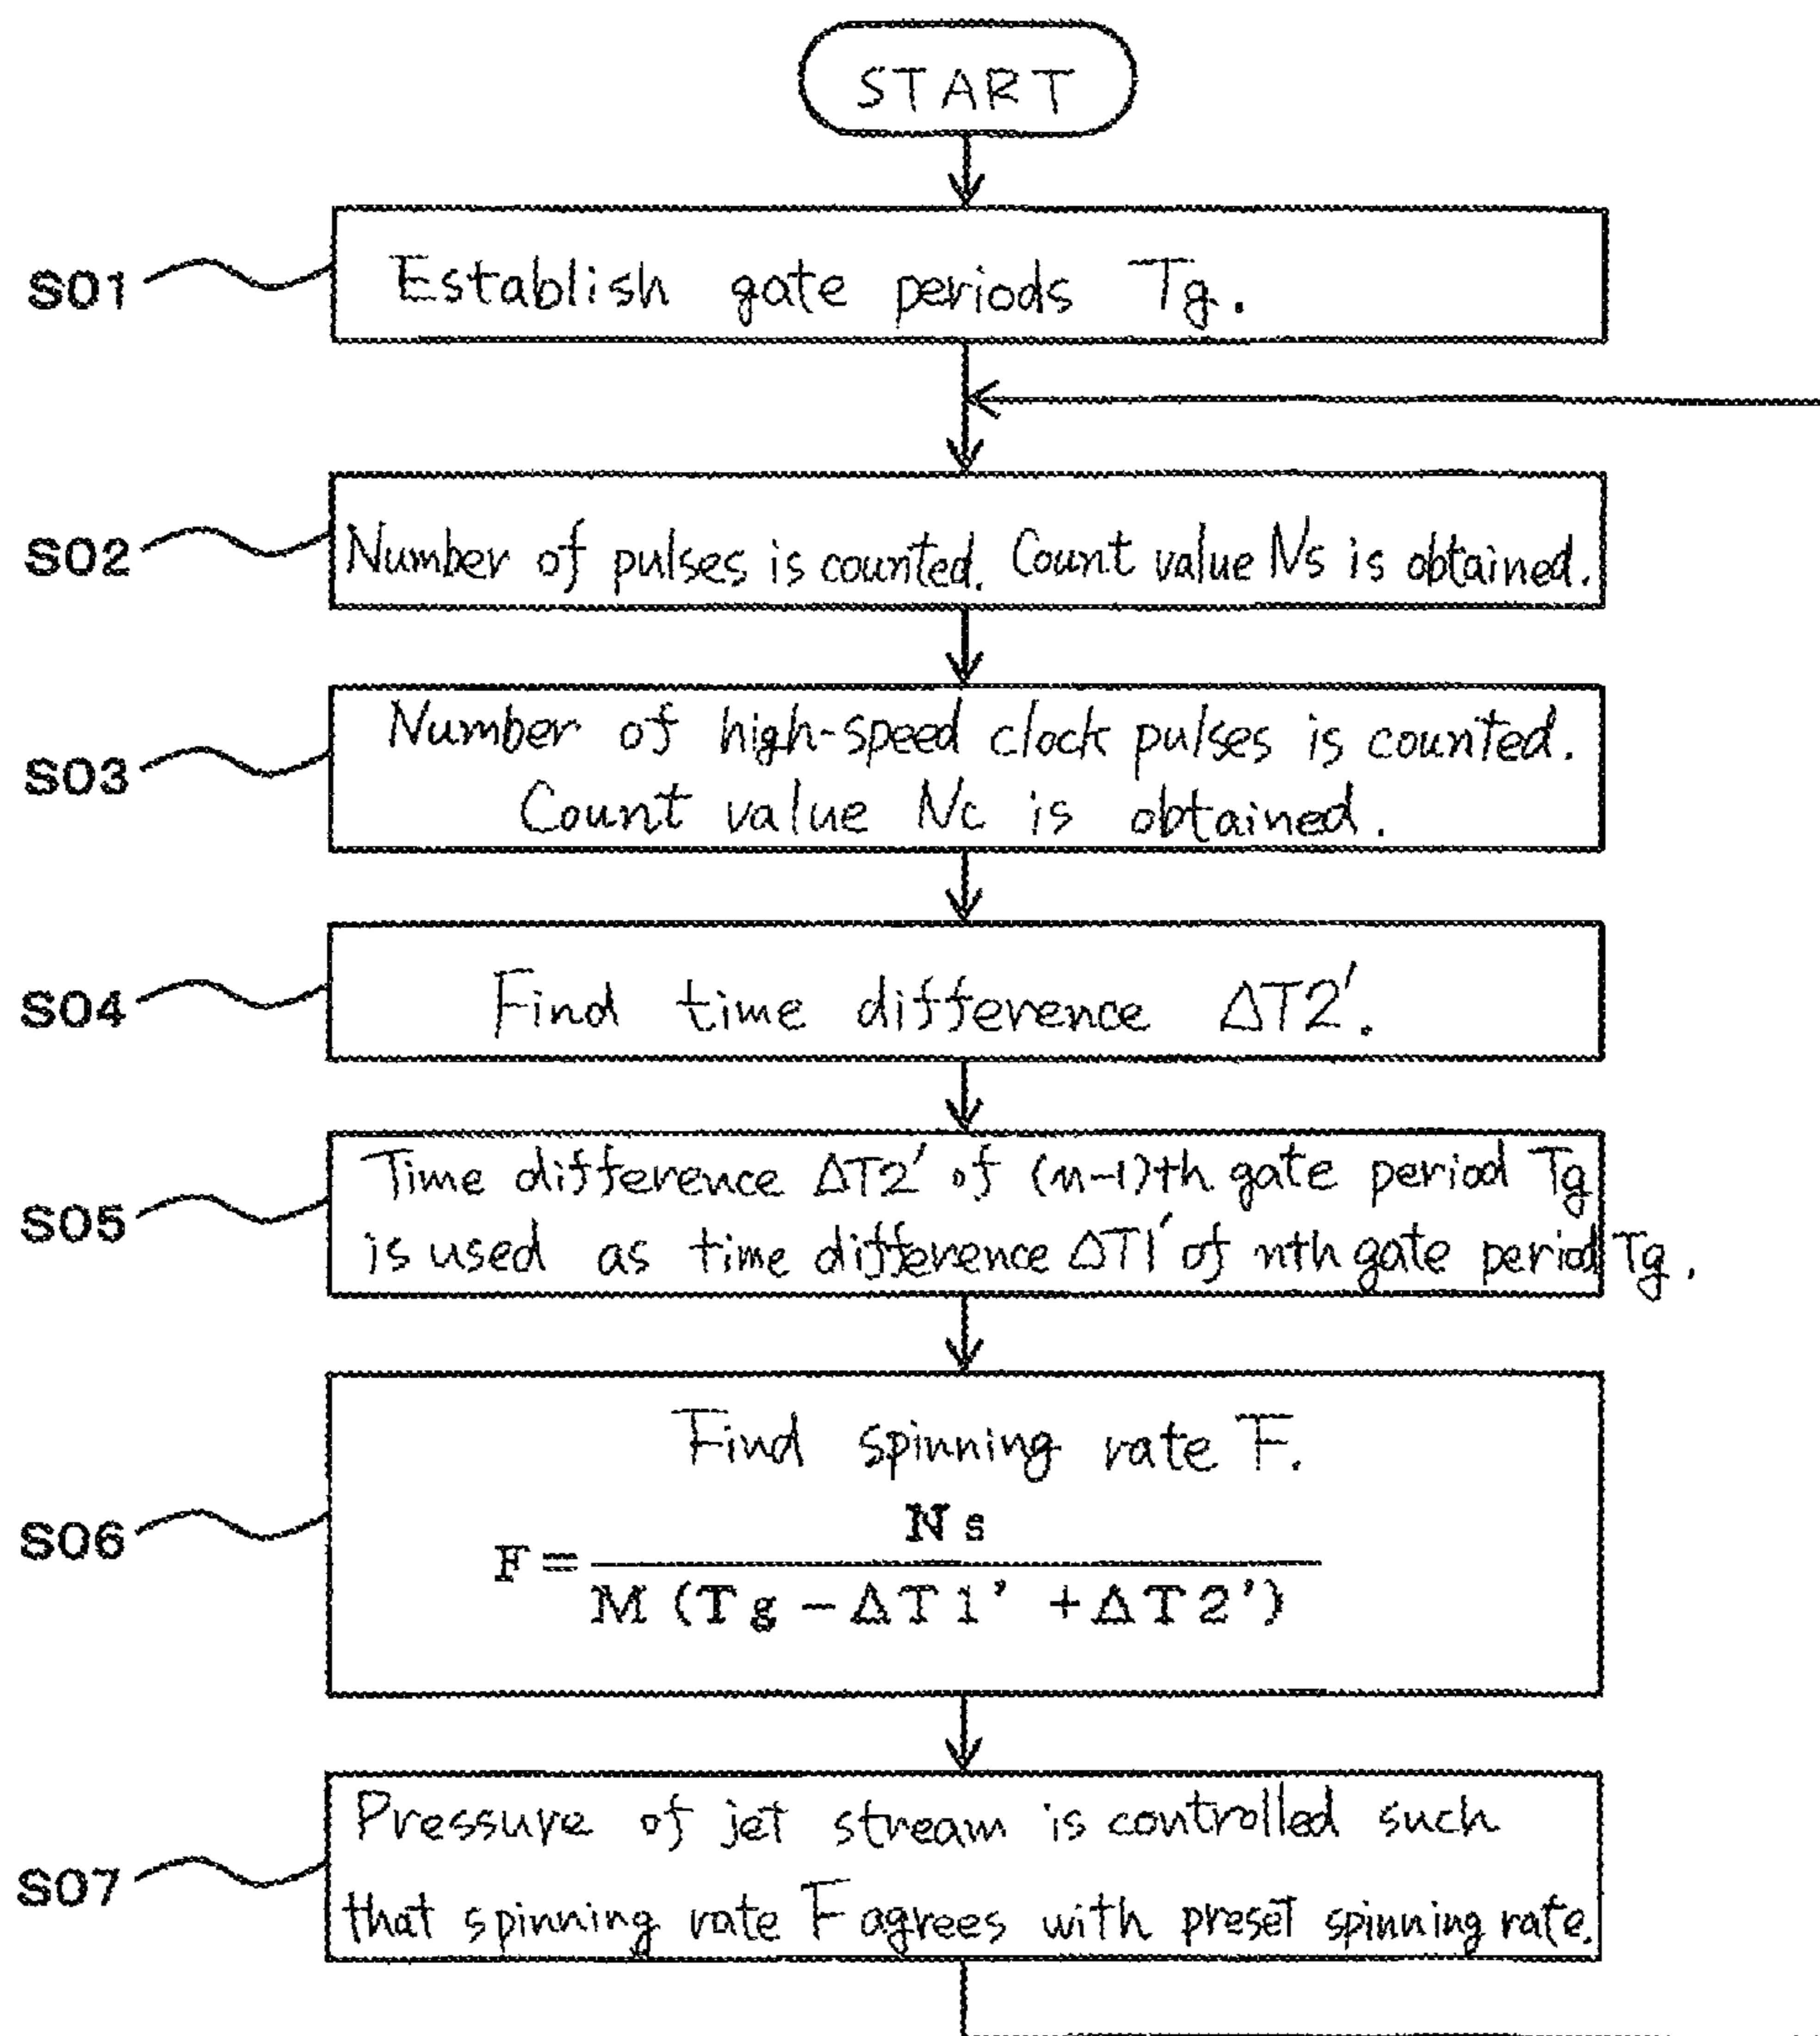 START
S01
Establish gate periods Tg.
S02
Number of pulses is counted. Count value Ns is obtained.
S03
Number of high-speed clock pulses is counted.
Count value Nc is obtained.
S04
Find time difference ΔT2′.
S05
Time difference ΔT2′ of (n-1)th gate period Tg
is used as time difference ΔT1′ of nth gate period Tg.
S06
Find spinning rate F.
Ns
F=
M (Tg-ΔT1' +ΔT2')
S07
Pressure of jet stream is controlled such
that spinning rate F agrees with preset spinning rate.